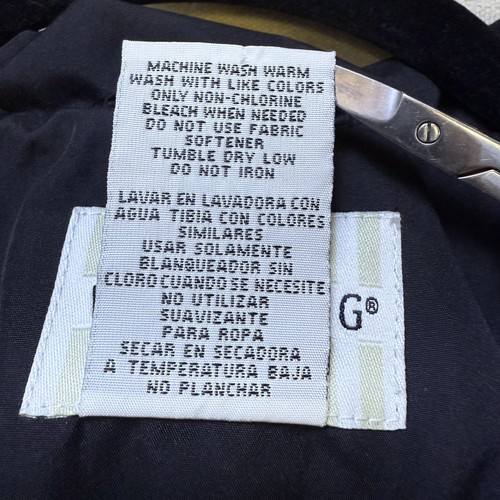 MACHINE WASH WARM
WASH WITH LIKE COLORS
ONLY NON-CHLORINE
BLEACH WHEN NEEDED
DO NOT USE FABRIC
SOFTENER
TUMBLE DRY LOW
DO NOT IRON
LAVAR EN LAVADORA CON
AGUA TIBIA CON COLORES
SIMILARES
USAR SOLAMENTE
BLANQUEADOR SIN
CLORO CUANDO SE NECESITE
NO UTILIZAR
SUAVIZANTE
PARA ROPA
SECAR EN SECADORA
A TEMPERATURA BAJA
NO PLANCHAR
G®